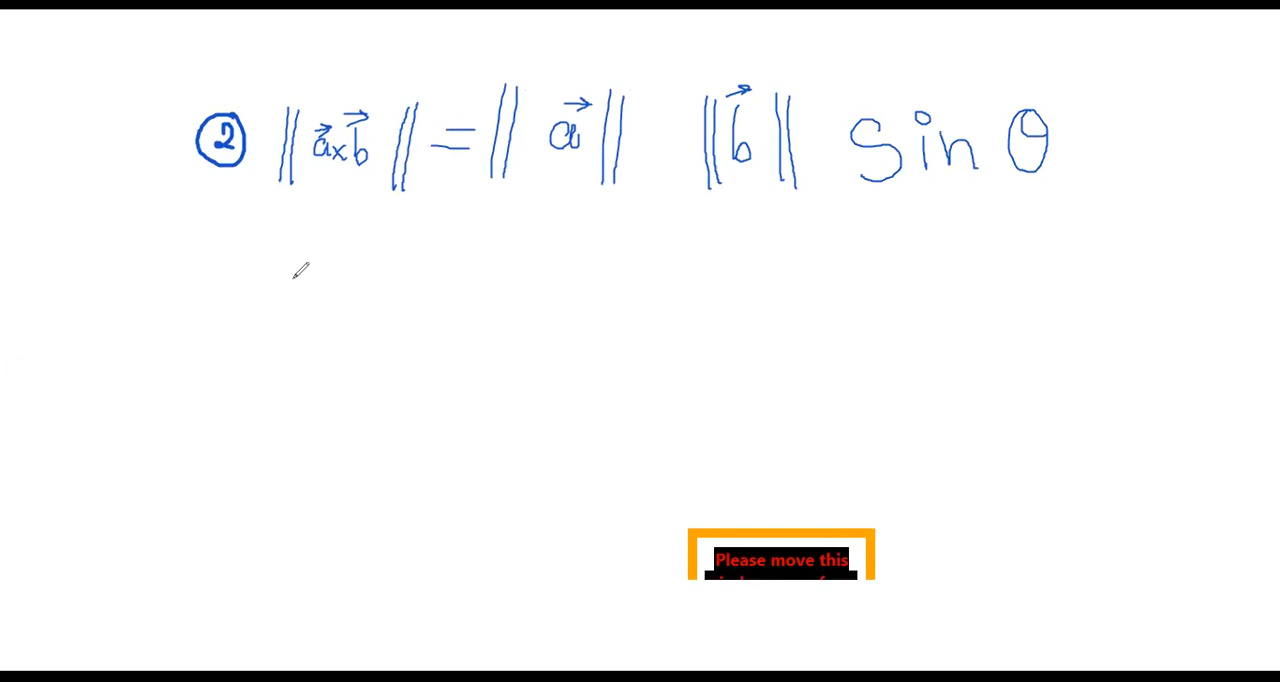 ② ‖a⃗×b⃗‖ = ‖a⃗‖ ‖b⃗‖ Sin θ
Please move this